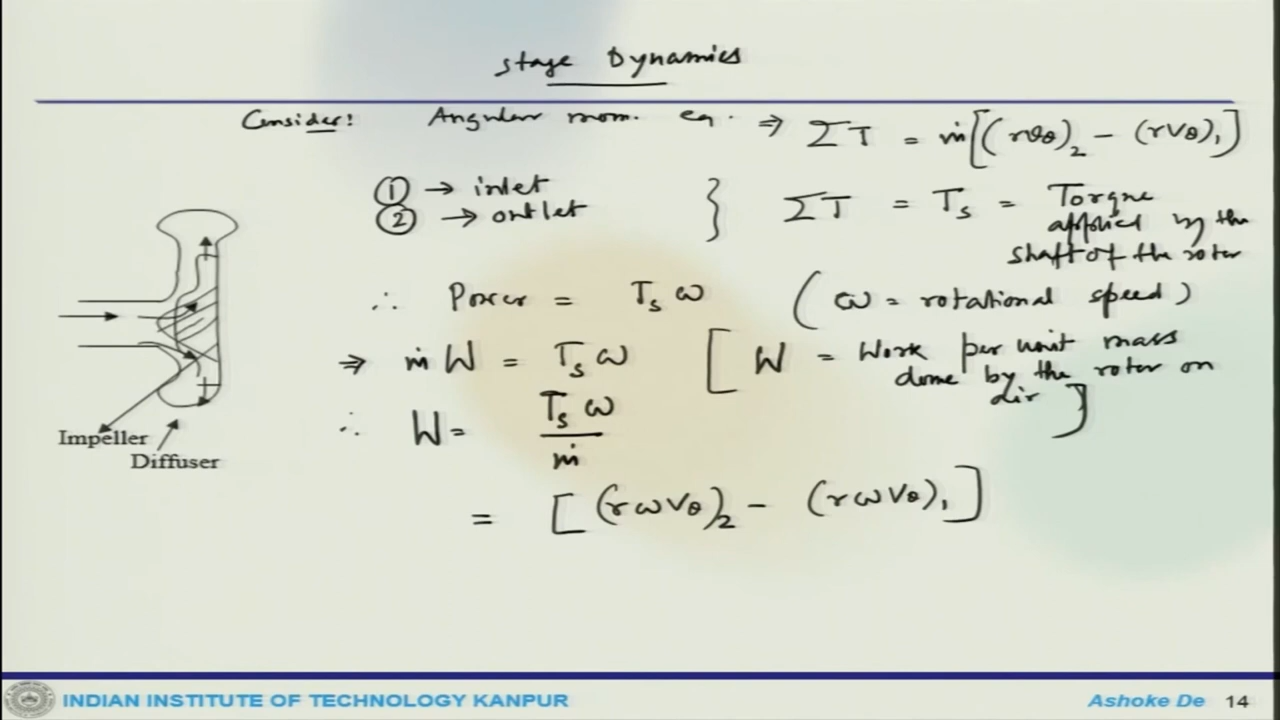 Stage Dynamics
Consider: Angular mom. eq. ⇒ ΣT = ṁ[(rvθ)₂ - (rVθ)₁]
① → inlet
② → outlet
} ΣT = Tₛ = Torque
applied by the
shaft of the rotor
∴ Power = Tₛ ω (ω = rotational speed)
⇒ ṁ W = Tₛ ω [ W = Work per unit mass
done by the rotor on
air ]
∴ W = Tₛ ω / ṁ
= [(rωVθ)₂ - (rωVθ)₁]
Impeller
Diffuser
INDIAN INSTITUTE OF TECHNOLOGY KANPUR
Ashoke De 14